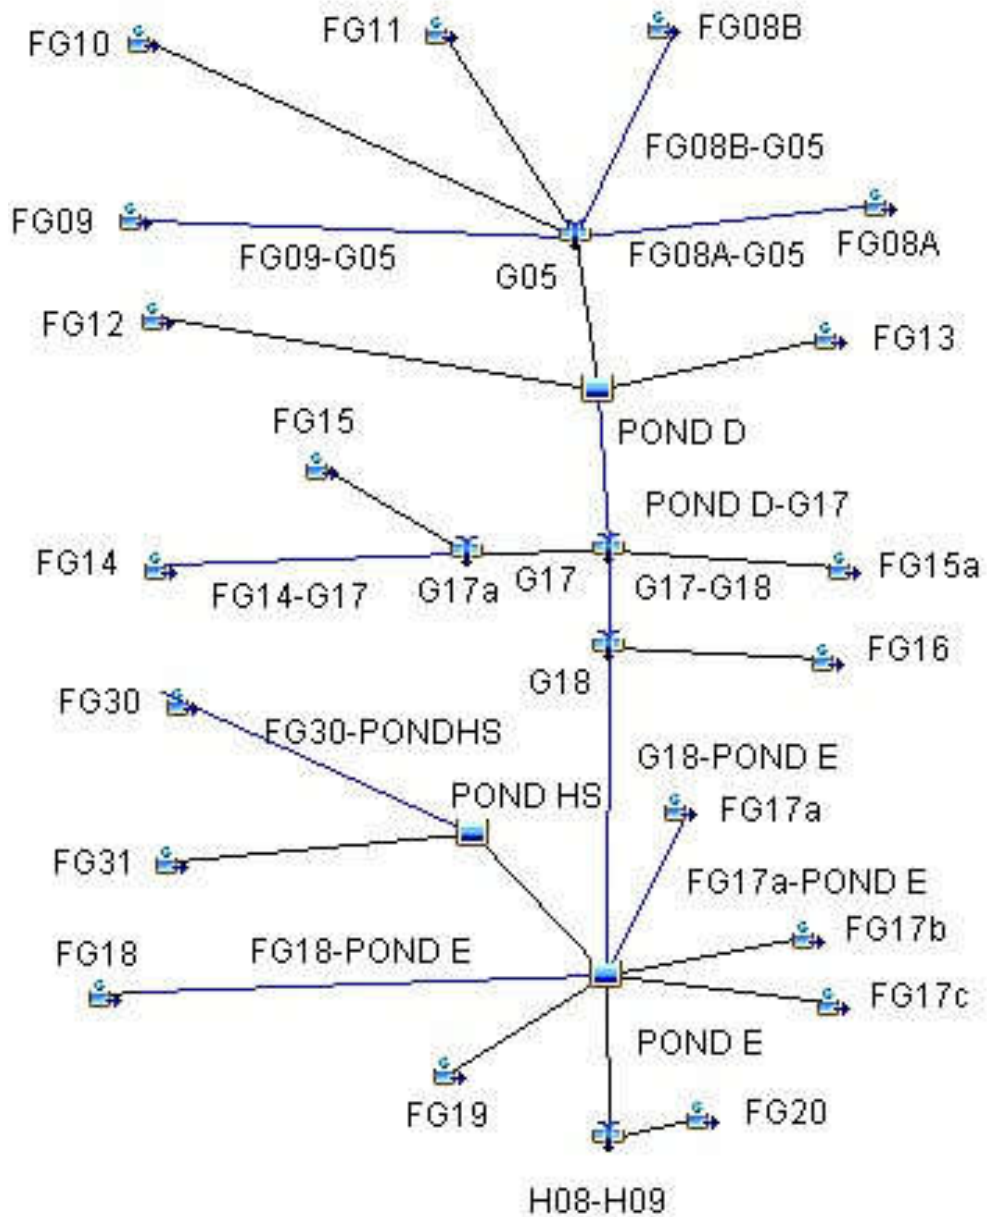 FG10
FG11
FG08B
FG08B-G05
FG09
FG09-G05
G05
FG08A-G05
FG08A
FG12
FG13
POND D
FG15
POND D-G17
FG14
FG14-G17
G17a
G17
G17-G18
FG15a
G18
FG16
FG30
FG30-PONDHS
G18-POND E
POND HS
FG17a
FG31
FG17a-POND E
FG17b
FG18
FG18-POND E
FG17c
POND E
FG19
FG20
H08-H09